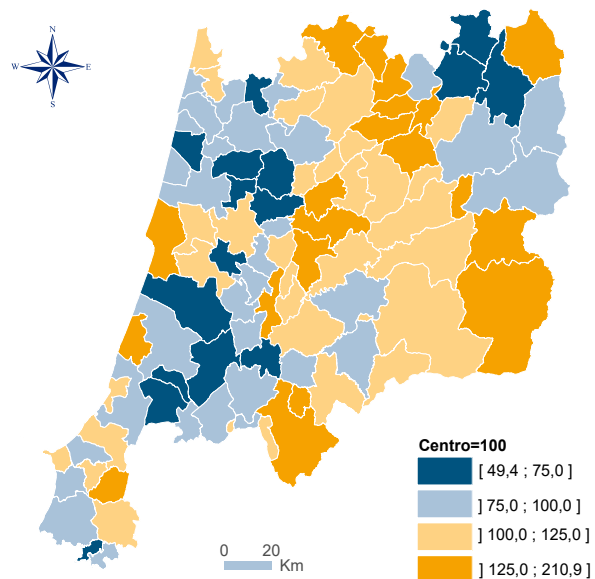 N
W E
S
Centro=100
[ 49,4 ; 75,0 ]
] 75,0 ; 100,0 ]
] 100,0 ; 125,0 ]
] 125,0 ; 210,9 ]
0 20
Km